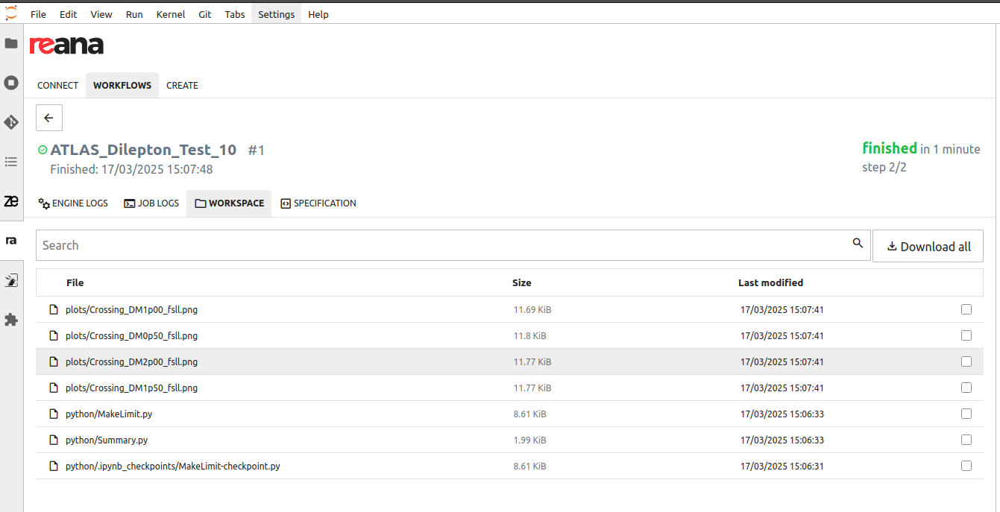 File Edit View Run Kernel Git Tabs Settings Help
reana
CONNECT WORKFLOWS CREATE
ATLAS_Dilepton_Test_10 #1
finished in 1 minute
Finished: 17/03/2025 15:07:48
step 2/2
ze
ENGINE LOGS JOB LOGS WORKSPACE SPECIFICATION
ra
Search
Download all
File Size Last modified
plots/Crossing_DM1p00_fsll.png 11.69 KiB 17/03/2025 15:07:41
plots/Crossing_DM0p50_fsll.png 11.8 KiB 17/03/2025 15:07:41
plots/Crossing_DM2p00_fsll.png 11.77 KiB 17/03/2025 15:07:41
plots/Crossing_DM1p50_fsll.png 11.77 KiB 17/03/2025 15:07:41
python/MakeLimit.py 8.61 KiB 17/03/2025 15:06:33
python/Summary.py 1.99 KiB 17/03/2025 15:06:33
python/.ipynb_checkpoints/MakeLimit-checkpoint.py 8.61 KiB 17/03/2025 15:06:31